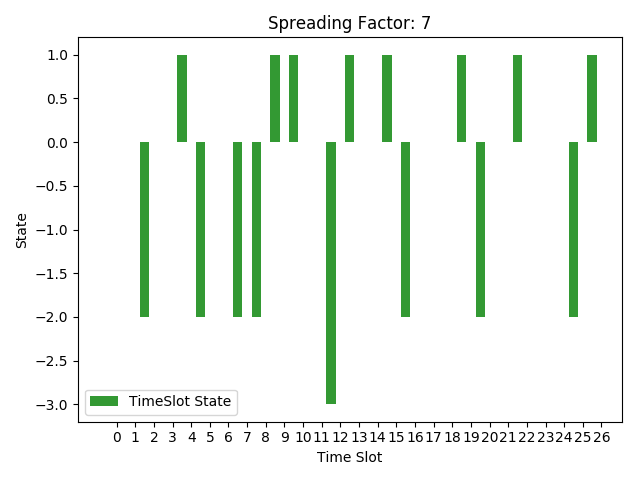 Spreading Factor: 7
1.0
0.5
0.0
−0.5
−1.0
−1.5
−2.0
−2.5
−3.0
State
TimeSlot State
0 1 2 3 4 5 6 7 8 9 10 11 12 13 14 15 16 17 18 19 20 21 22 23 24 25 26
Time Slot